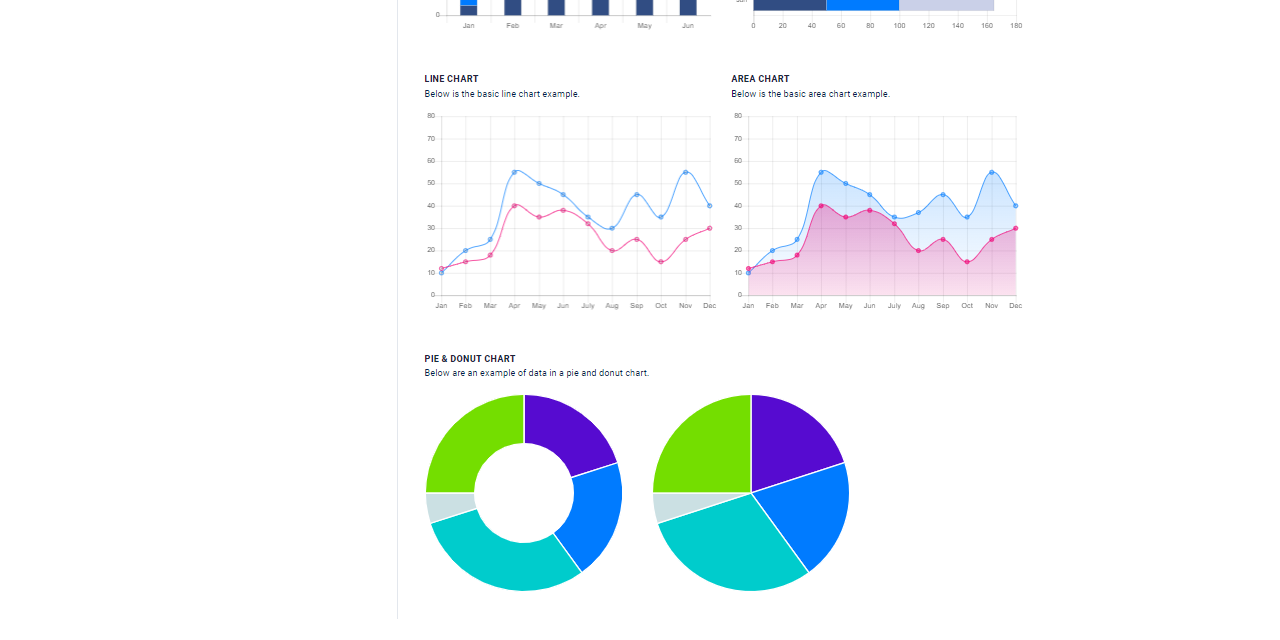 0
Jan Feb Mar Apr May Jun
0 20 40 60 80 100 120 140 160 180
LINE CHART
Below is the basic line chart example.
80
70
60
50
40
30
20
10
0
Jan Feb Mar Apr May Jun July Aug Sep Oct Nov Dec
AREA CHART
Below is the basic area chart example.
80
70
60
50
40
30
20
10
0
Jan Feb Mar Apr May Jun July Aug Sep Oct Nov Dec
PIE & DONUT CHART
Below are an example of data in a pie and donut chart.